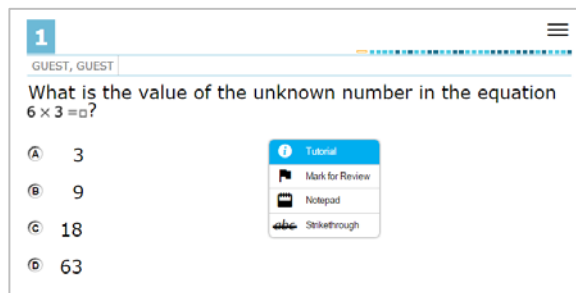 1
GUEST, GUEST
What is the value of the unknown number in the equation
6 × 3 =□?
A 3
B 9
C 18
D 63
i Tutorial
Mark for Review
Notepad
abc Strikethrough